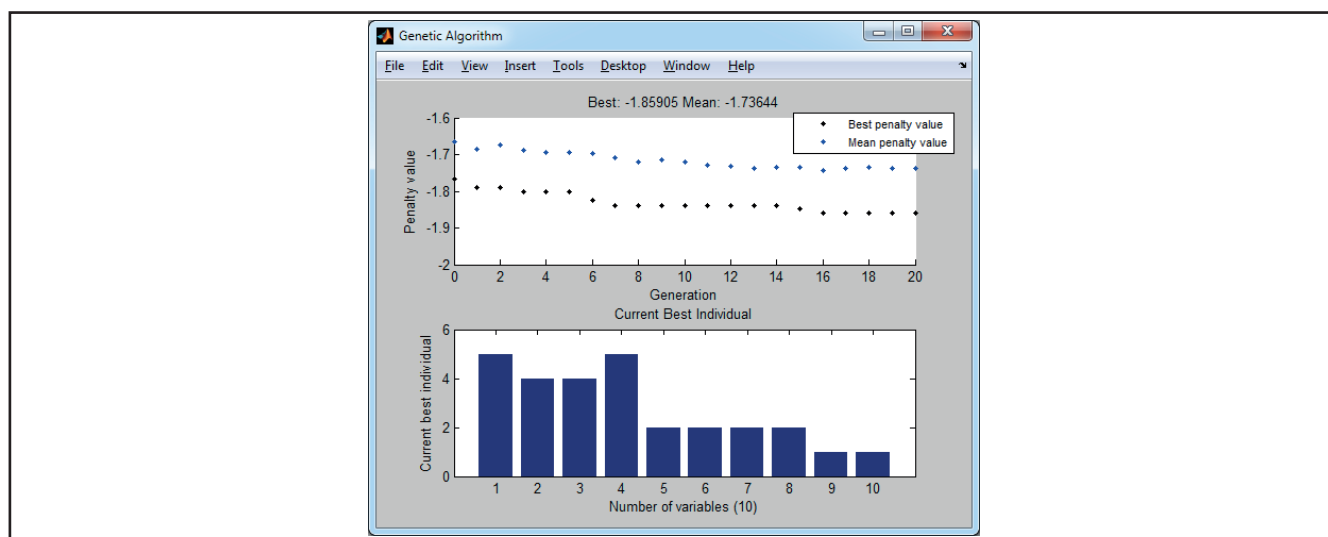 Genetic Algorithm
File Edit View Insert Tools Desktop Window Help
Best: -1.85905 Mean: -1.73644
Best penalty value
Mean penalty value
Penalty value
-1.6
-1.7
-1.8
-1.9
-2
0 2 4 6 8 10 12 14 16 18 20
Generation
Current Best Individual
Current best individual
6
4
2
0
1 2 3 4 5 6 7 8 9 10
Number of variables (10)